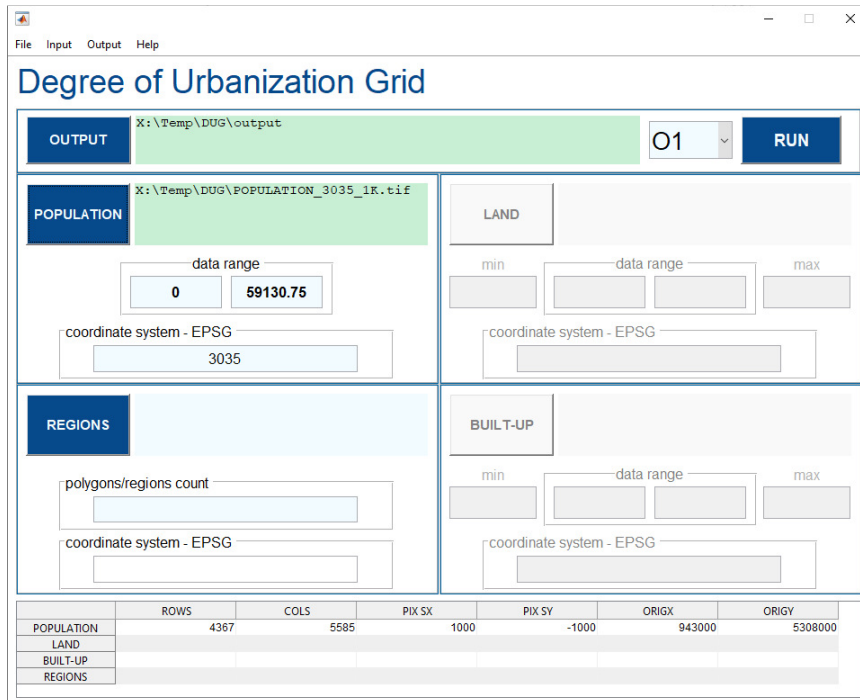 File Input Output Help
Degree of Urbanization Grid
OUTPUT
X:\Temp\DUG\output
O1
RUN
POPULATION
X:\Temp\DUG\POPULATION_3035_1K.tif
data range
0 59130.75
coordinate system - EPSG
3035
LAND
min data range max
coordinate system - EPSG
REGIONS
polygons/regions count
coordinate system - EPSG
BUILT-UP
min data range max
coordinate system - EPSG
ROWS COLS PIX SX PIX SY ORIGX ORIGY
POPULATION 4367 5585 1000 -1000 943000 5308000
LAND
BUILT-UP
REGIONS